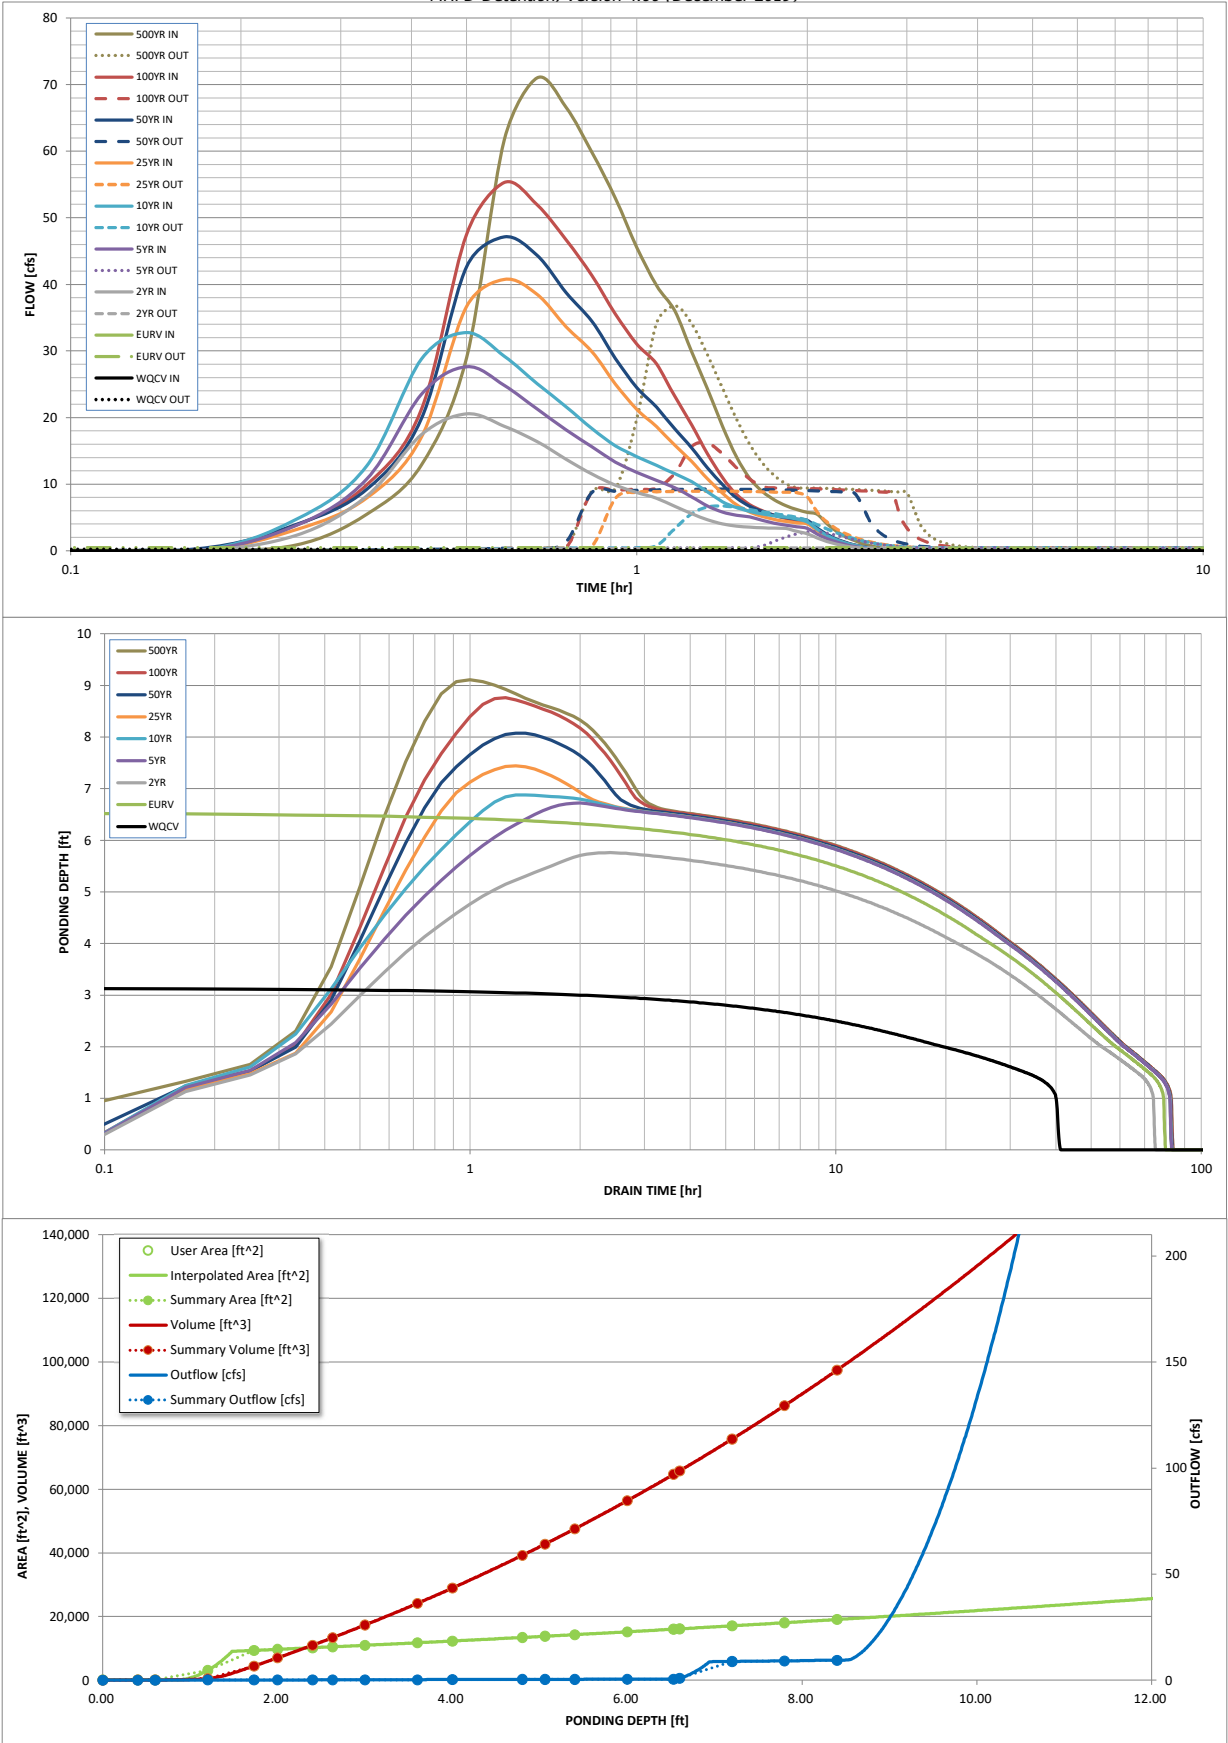 80
70
60
50
40
30
20
10
0
FLOW [cfs]
500YR IN
500YR OUT
100YR IN
100YR OUT
50YR IN
50YR OUT
25YR IN
25YR OUT
10YR IN
10YR OUT
5YR IN
5YR OUT
2YR IN
2YR OUT
EURV IN
EURV OUT
WQCV IN
WQCV OUT
0.1
1
10
TIME [hr]
10
9
8
7
6
5
4
3
2
1
0
PONDING DEPTH [ft]
500YR
100YR
50YR
25YR
10YR
5YR
2YR
EURV
WQCV
0.1
1
10
100
DRAIN TIME [hr]
140,000
120,000
100,000
80,000
60,000
40,000
20,000
0
AREA [ft^2], VOLUME [ft^3]
User Area [ft^2]
Interpolated Area [ft^2]
Summary Area [ft^2]
Volume [ft^3]
Summary Volume [ft^3]
Outflow [cfs]
Summary Outflow [cfs]
200
150
100
50
0
OUTFLOW [cfs]
0.00
2.00
4.00
6.00
8.00
10.00
12.00
PONDING DEPTH [ft]